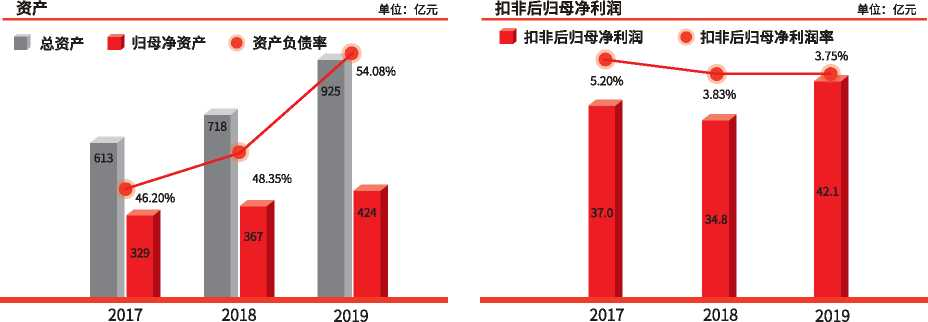 资产
单位：亿元
总资产
归母净资产
资产负债率
54.08%
925
718
613
48.35%
46.20%
424
367
329
2017
2018
2019
扣非后归母净利润
单位：亿元
扣非后归母净利润
扣非后归母净利润率
3.75%
5.20%
3.83%
42.1
37.0
34.8
2017
2018
2019